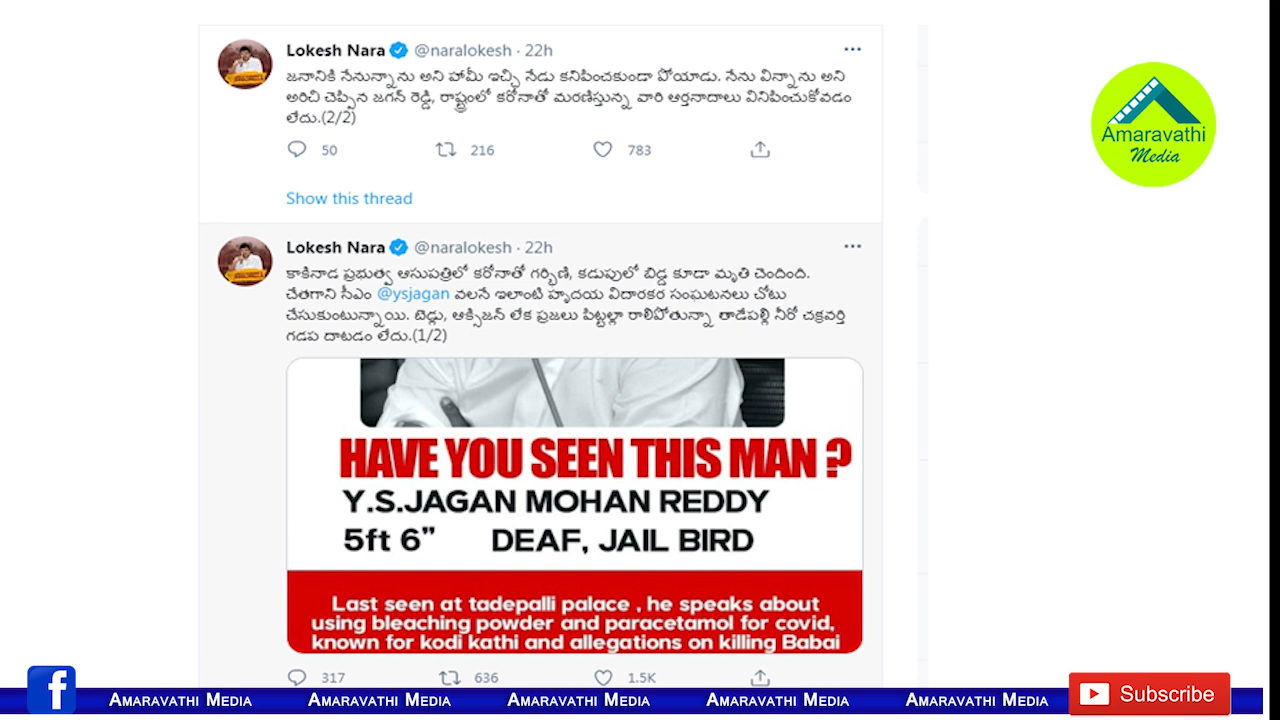 Lokesh Nara @naralokesh · 22h
జనానికి నేనున్నాను అని హామీ ఇచ్చి నేడు కనిపించకుండా పోయాడు. నేను విన్నాను అని
అరిచి చెప్పిన జగన్ రెడ్డి, రాష్ట్రంలో కరోనాతో మరణిస్తున్న వారి ఆర్తనాదాలు వినిపించుకోవడం
లేదు.(2/2)
50 216 783
Show this thread
Lokesh Nara @naralokesh · 22h
కాకినాడ ప్రభుత్వ ఆసుపత్రిలో కరోనాతో గర్భిణి, కడుపులో బిడ్డ కూడా మృతి చెందింది.
చేతగాని సీఎం @ysjagan వలనే ఇలాంటి హృదయ విదారకర సంఘటనలు చోటు
చేసుకుంటున్నాయి. బెడ్లు, ఆక్సిజన్ లేక ప్రజలు పిట్టల్లా రాలిపోతున్నా తాడేపల్లి నీరో చక్రవర్తి
గడప దాటడం లేదు.(1/2)
HAVE YOU SEEN THIS MAN ?
Y.S.JAGAN MOHAN REDDY
5ft 6” DEAF, JAIL BIRD
Last seen at tadepalli palace , he speaks about
using bleaching powder and paracetamol for covid,
known for kodi kathi and allegations on killing Babai
317 636 1.5K
Amaravathi
Media
Amaravathi Media Amaravathi Media Amaravathi Media Amaravathi Media Amaravathi Media
Subscribe